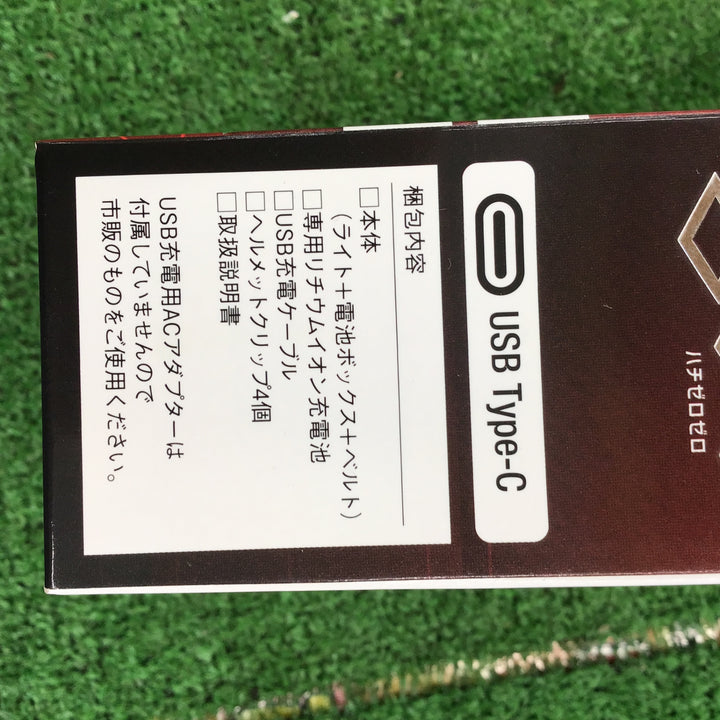 ハチゼロゼロ
USB Type-C
梱包内容
□本体
（ライト＋電池ボックス＋ベルト）
□専用リチウムイオン充電池
□USB充電ケーブル
□ヘルメットクリップ4個
□取扱説明書
USB充電用ACアダプターは
付属していませんので
市販のものをご使用ください。